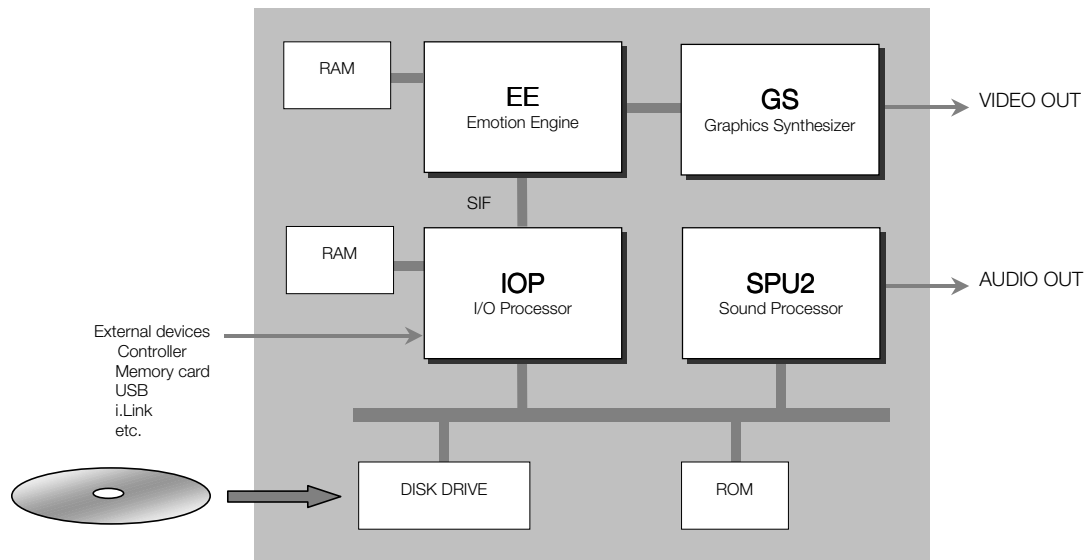 RAM
EE
Emotion Engine
GS
Graphics Synthesizer
VIDEO OUT
SIF
RAM
IOP
I/O Processor
SPU2
Sound Processor
AUDIO OUT
External devices
Controller
Memory card
USB
i.Link
etc.
DISK DRIVE
ROM